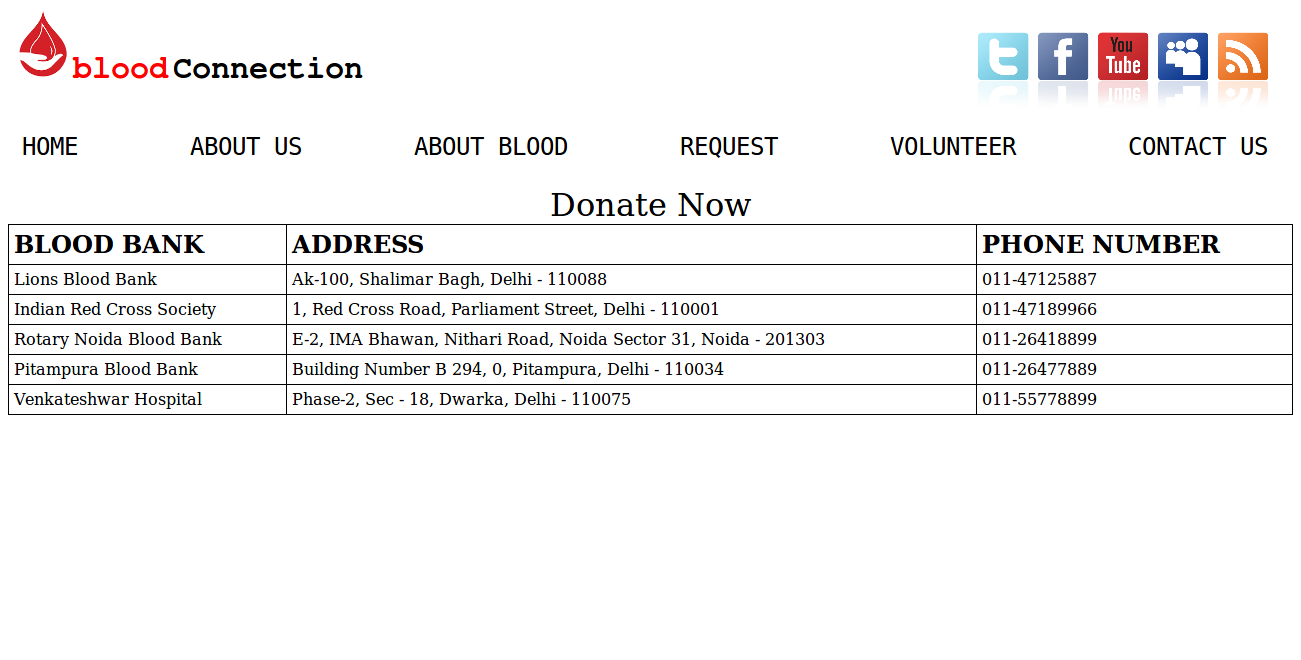 blood Connection
You
Tube
HOME ABOUT US ABOUT BLOOD REQUEST VOLUNTEER CONTACT US
Donate Now
BLOOD BANK ADDRESS PHONE NUMBER
Lions Blood Bank Ak-100, Shalimar Bagh, Delhi - 110088 011-47125887
Indian Red Cross Society 1, Red Cross Road, Parliament Street, Delhi - 110001 011-47189966
Rotary Noida Blood Bank E-2, IMA Bhawan, Nithari Road, Noida Sector 31, Noida - 201303 011-26418899
Pitampura Blood Bank Building Number B 294, 0, Pitampura, Delhi - 110034 011-26477889
Venkateshwar Hospital Phase-2, Sec - 18, Dwarka, Delhi - 110075 011-55778899